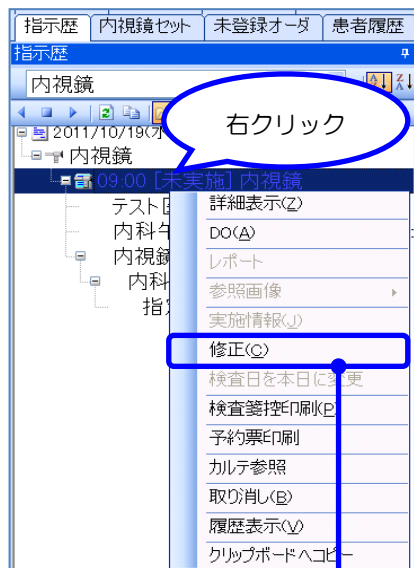 指示歴 内視鏡セット 未登録オーダ 患者履歴
指示歴
内視鏡
右クリック
2011/10/19(水
内視鏡
09:00 [未実施] 内視鏡
テスト
内科午
内視鏡
内科
指定
詳細表示(Z)
DO(A)
レポート
参照画像
実施情報(J)
修正(C)
検査日を本日に変更
検査箋控印刷(P)
予約票印刷
カルテ参照
取り消し(B)
履歴表示(V)
クリップボードへコピー